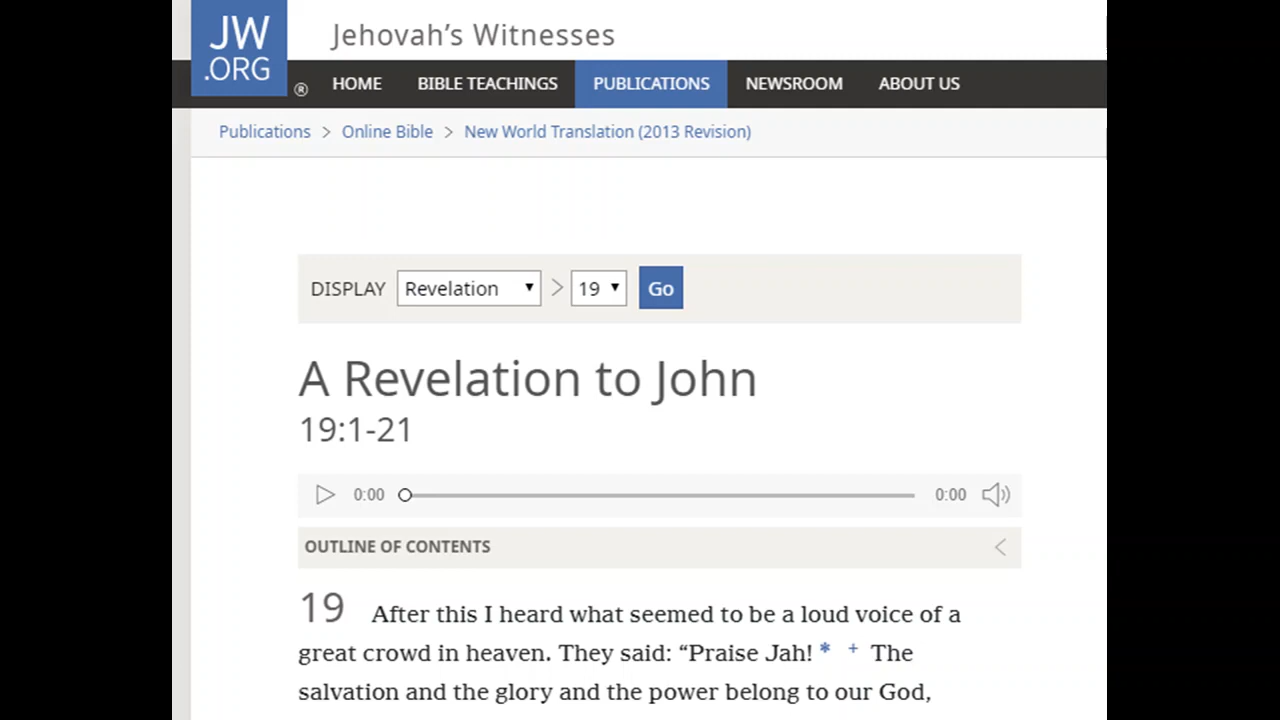 JW
.ORG
®
Jehovah's Witnesses
HOME BIBLE TEACHINGS PUBLICATIONS NEWSROOM ABOUT US
Publications > Online Bible > New World Translation (2013 Revision)
DISPLAY Revelation > 19 Go
A Revelation to John
19:1-21
0:00 0:00
OUTLINE OF CONTENTS
19 After this I heard what seemed to be a loud voice of a
great crowd in heaven. They said: “Praise Jah! * + The
salvation and the glory and the power belong to our God,